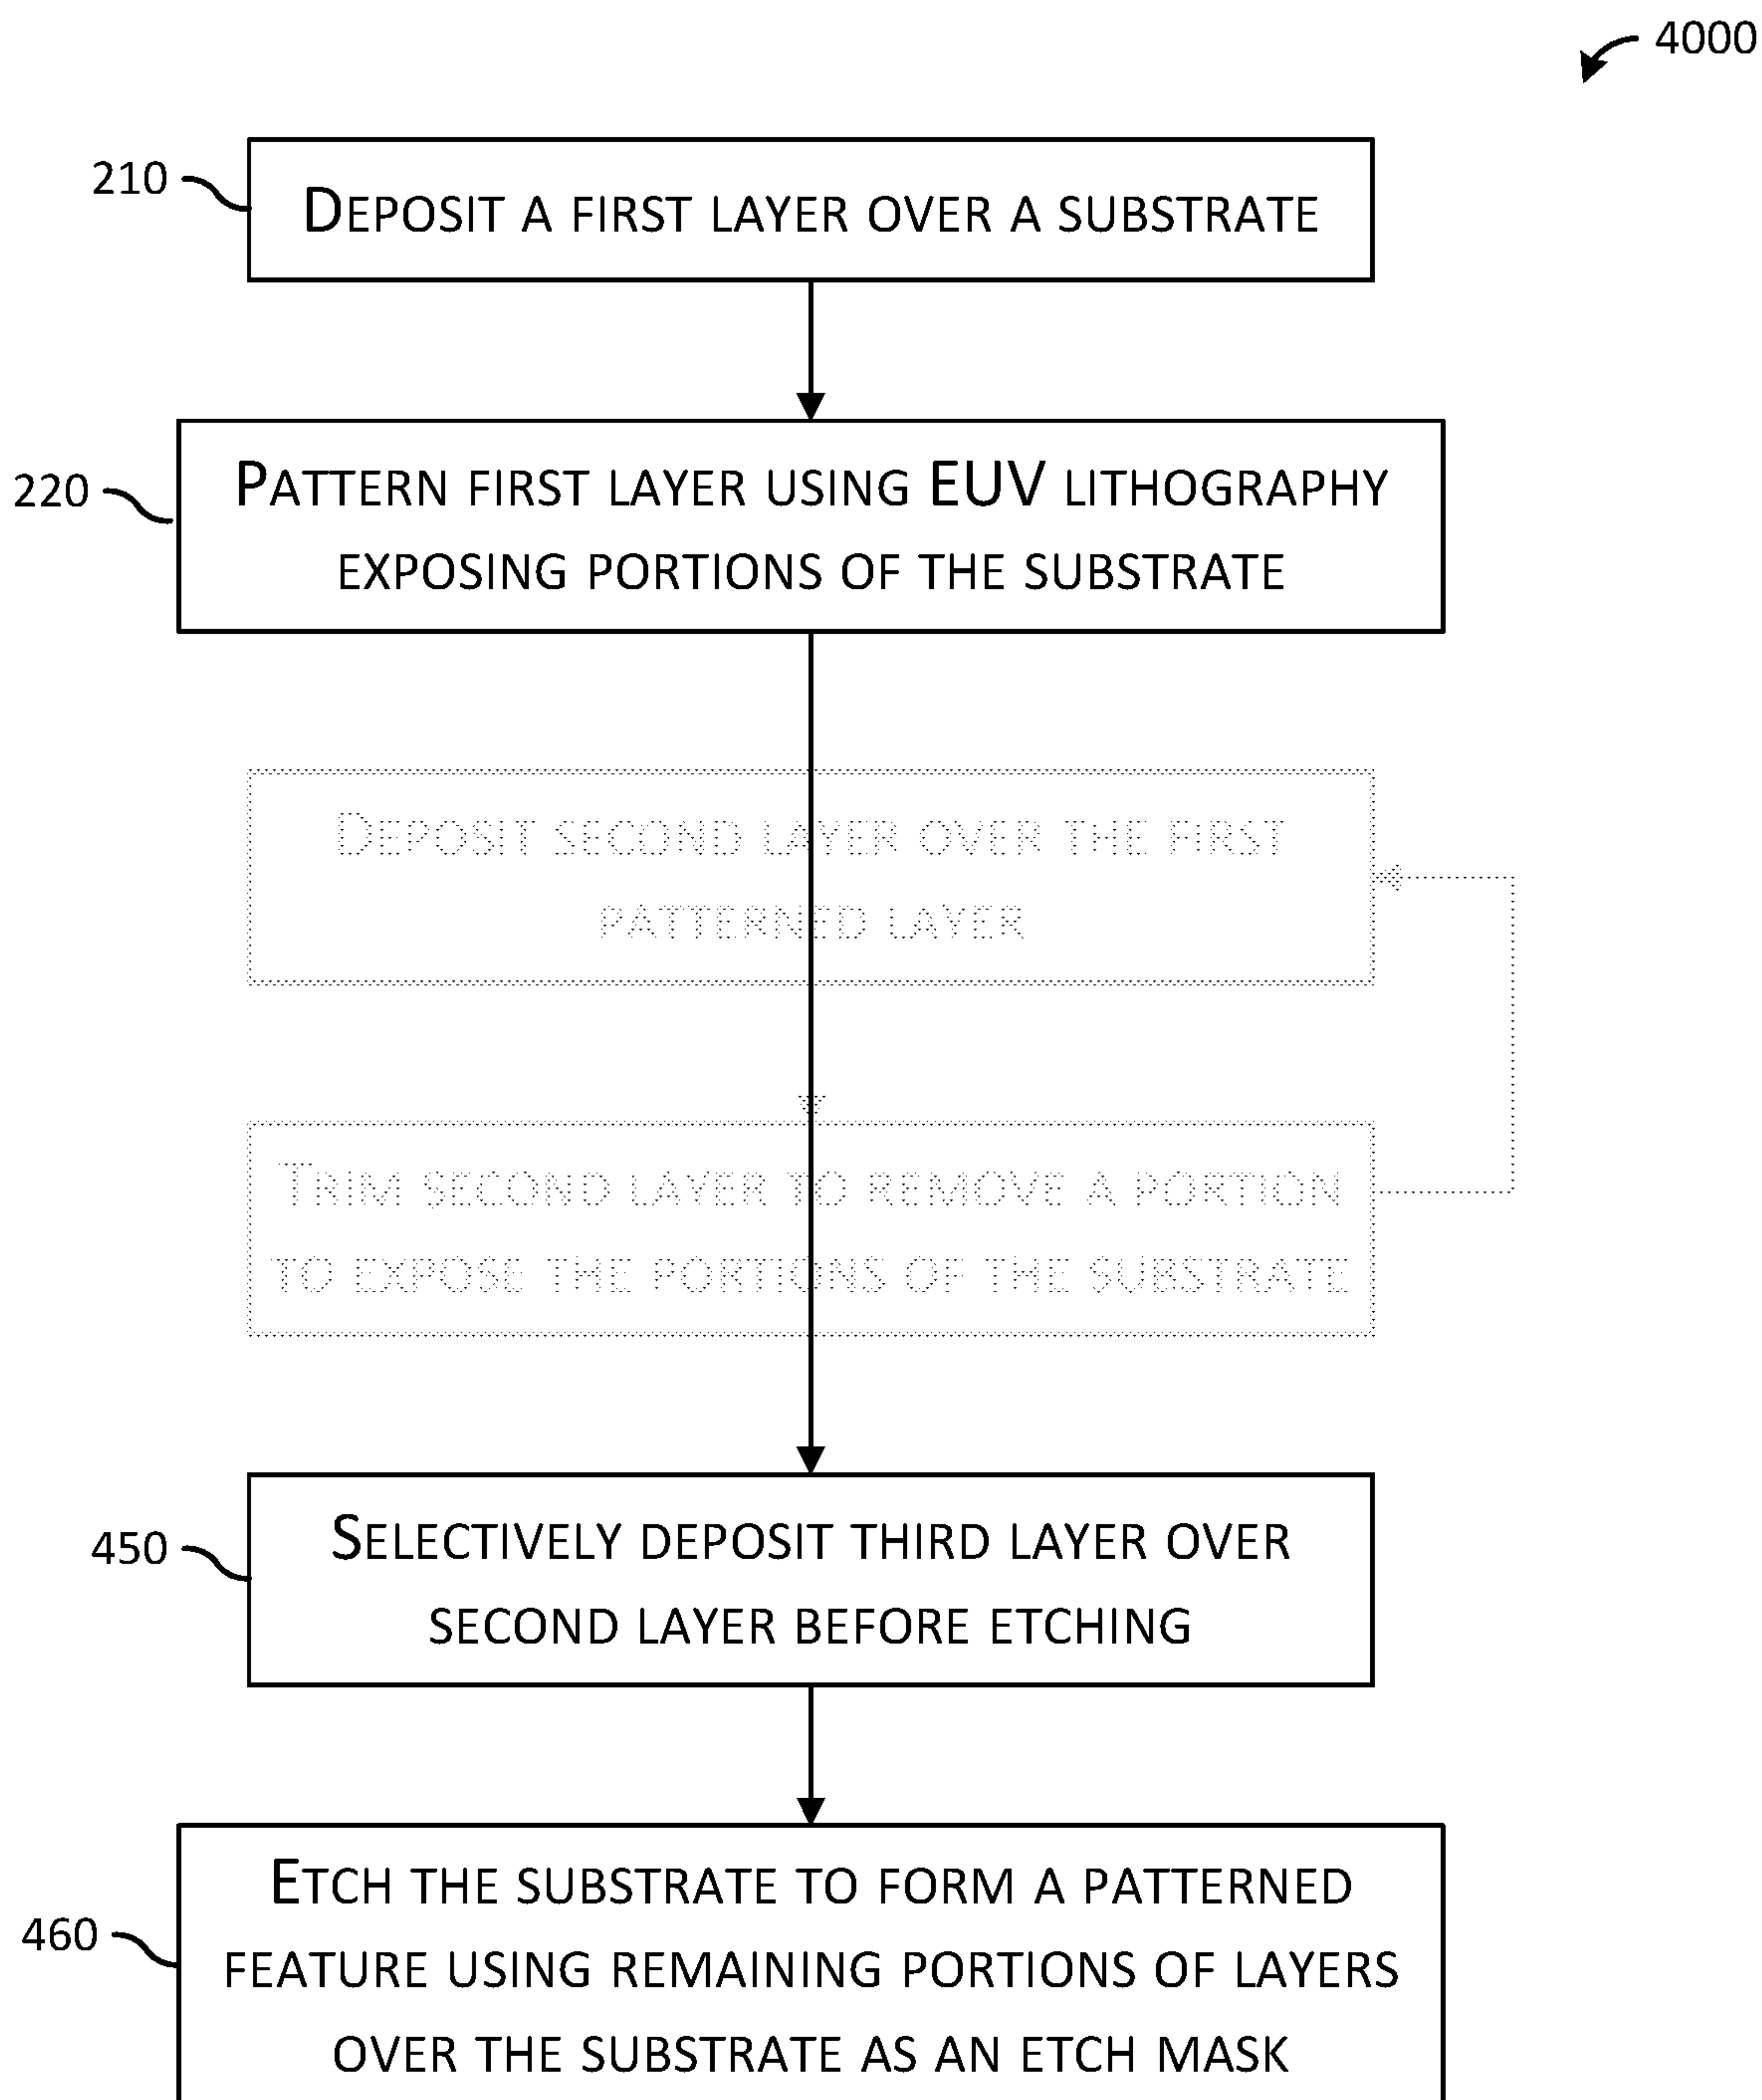 4000
210
Deposit a first layer over a substrate
220
Pattern first layer using EUV lithography
exposing portions of the substrate
Deposit second layer over the first
patterned layer
Trim second layer to remove a portion
to expose the portions of the substrate
450
Selectively deposit third layer over
second layer before etching
460
Etch the substrate to form a patterned
feature using remaining portions of layers
over the substrate as an etch mask